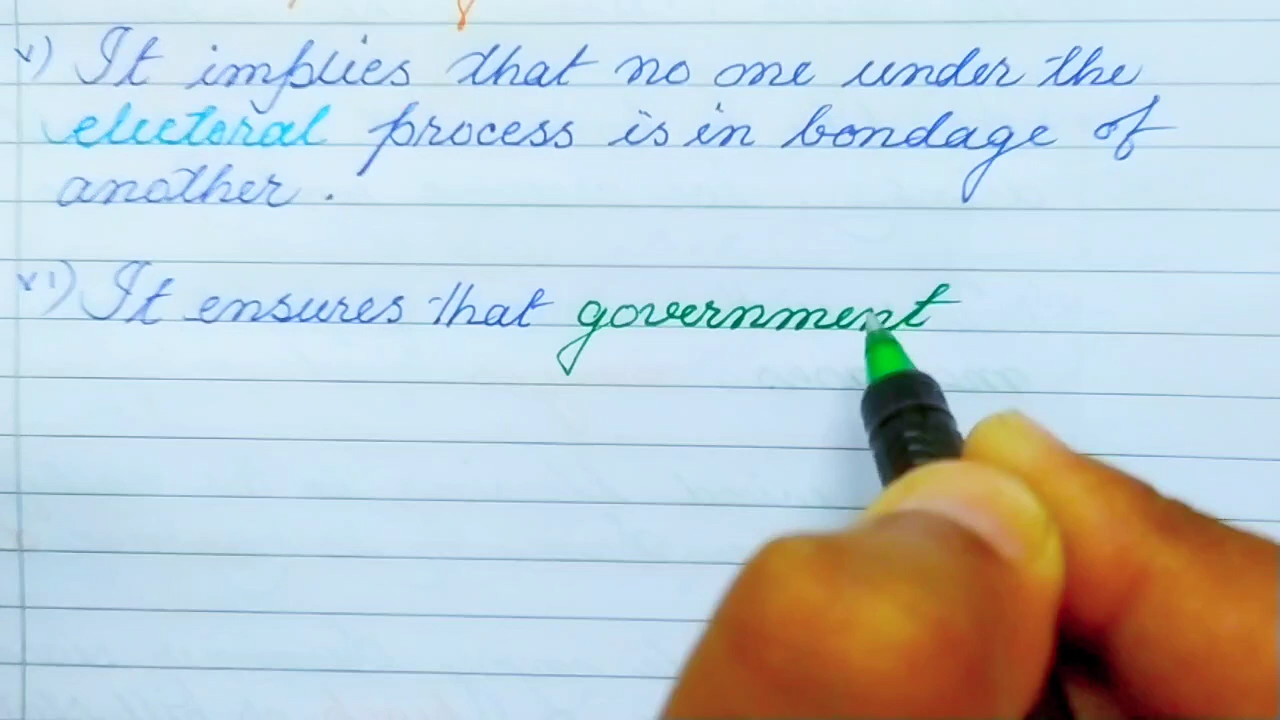 v) It implies that no one under the
electoral process is in bondage of
another.
vi) It ensures that government